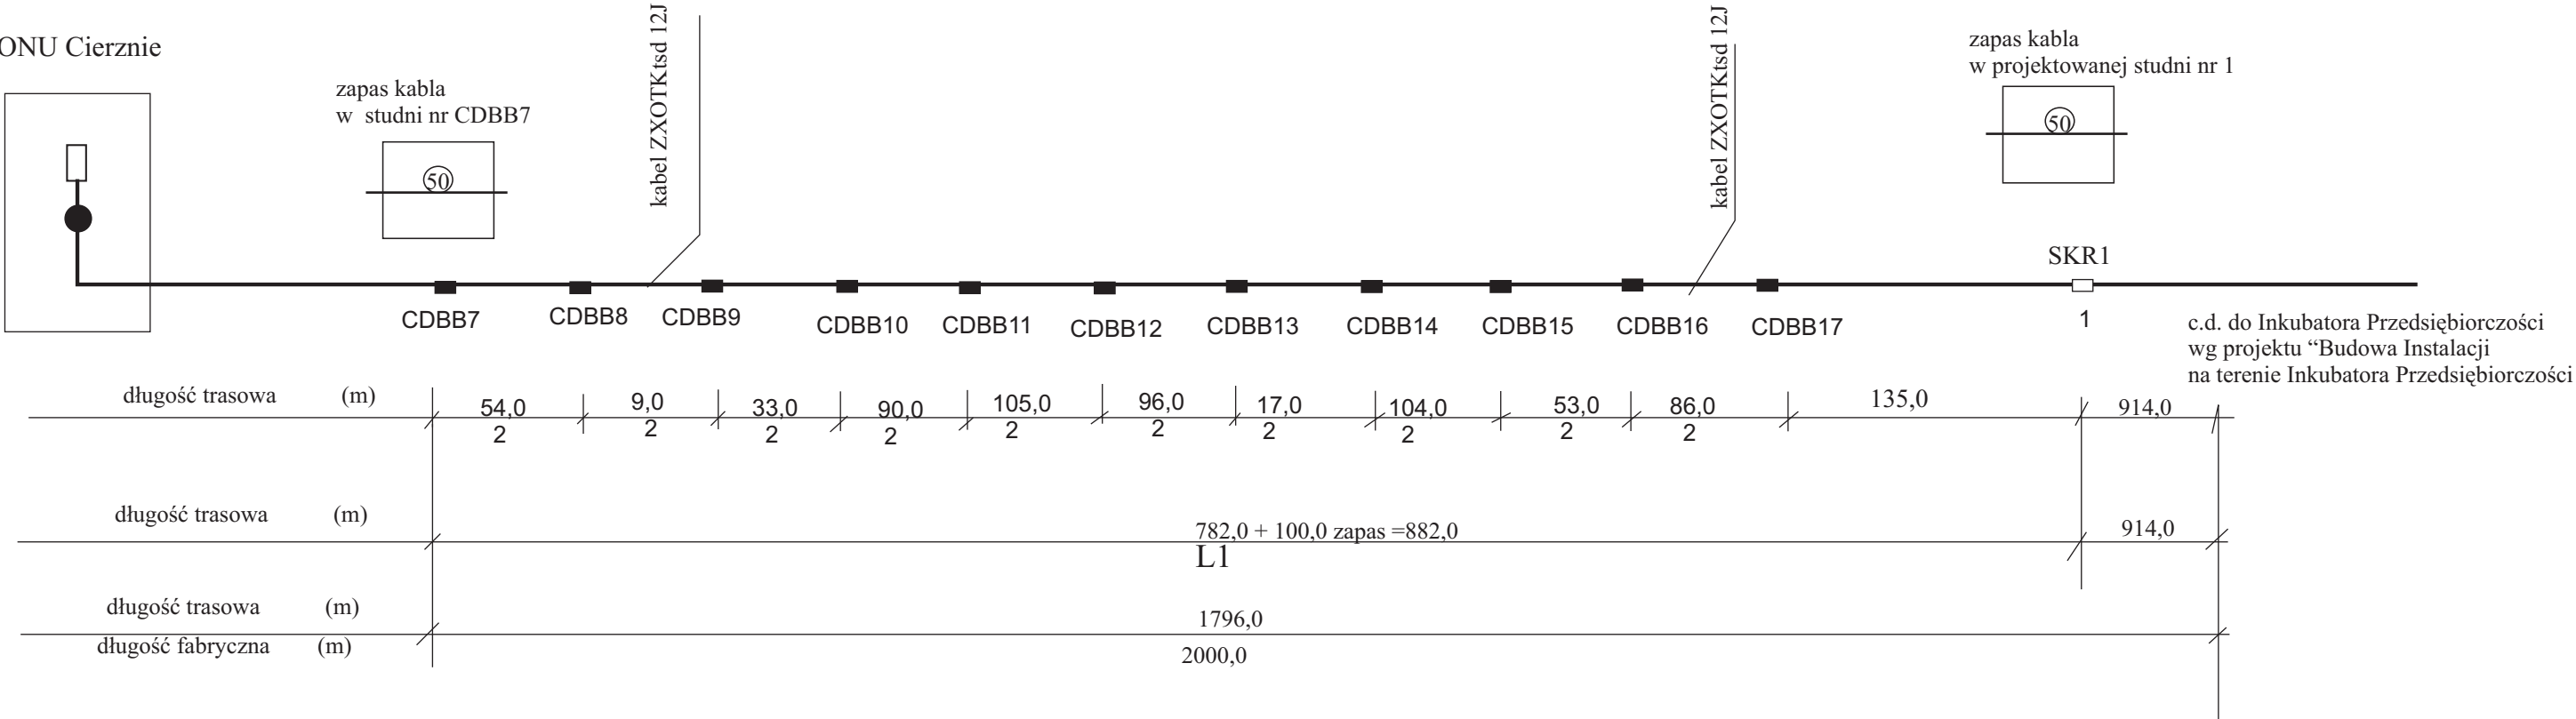 ONU Cierznie
zapas kabla
w studni nr CDBB7
50
kabel ZXOTKtsd 12J
kabel ZXOTKtsd 12J
zapas kabla
w projektowanej studni nr 1
50
SKR1
CDBB7
CDBB8
CDBB9
CDBB10
CDBB11
CDBB12
CDBB13
CDBB14
CDBB15
CDBB16
CDBB17
1
c.d. do Inkubatora Przedsiębiorczości
wg projektu “Budowa Instalacji
na terenie Inkubatora Przedsiębiorczości
długość trasowa (m) 54,0 9,0 33,0 90,0 105,0 96,0 17,0 104,0 53,0 86,0 135,0 914,0
2 2 2 2 2 2 2 2 2 2
długość trasowa (m) 782,0 + 100,0 zapas =882,0 914,0
L1
długość trasowa (m) 1796,0
długość fabryczna (m) 2000,0